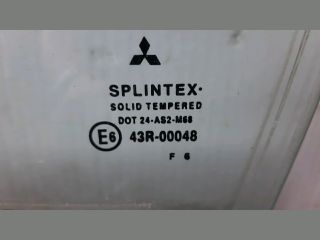 SPLINTEX.
SOLID TEMPERED
DOT 24-AS2-M68
E6 43R-00048
F 6